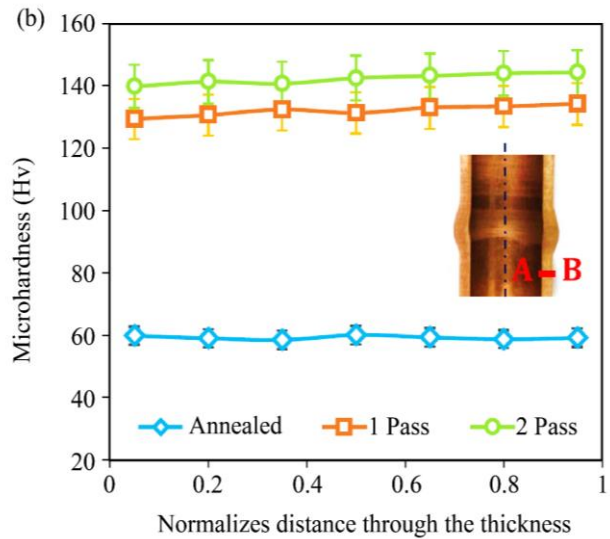 (b)
160
140
120
100
80
60
40
20
Microhardness (Hv)
A B
Annealed 1 Pass 2 Pass
0 0.2 0.4 0.6 0.8 1
Normalizes distance through the thickness